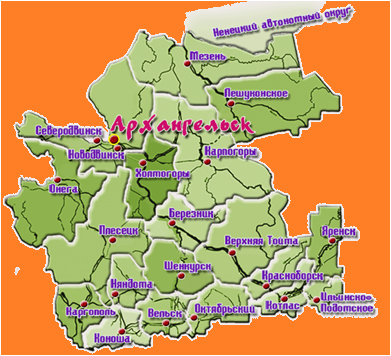 Ненецкий автономный округ
Мезень
Лешуконское
Архангельск
Северодвинск
Новодвинск
Холмогоры
Карпогоры
Онега
Березник
Плесецк
Верхняя Тоима
Яренск
Шенкурск
Няндома
Красноборск
Каргополь
Вельск
Октябрьский
Котлас
Ильинско-
Подомское
Коноша